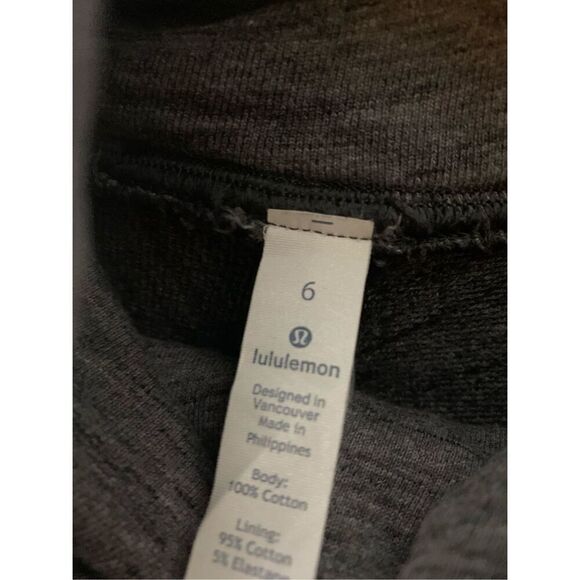 6
lululemon
Designed in
Vancouver
Made in
Philippines
Body:
100% Cotton
Lining:
95% Cotton
5% Elastane